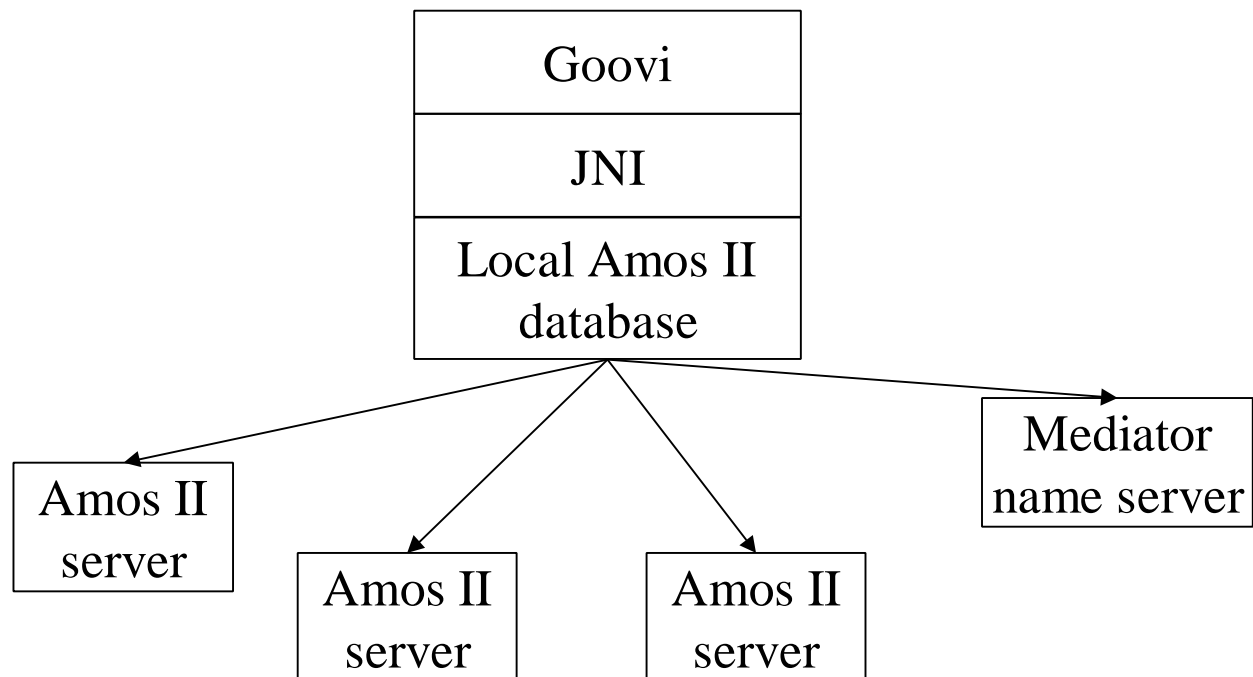 Goovi
JNI
Local Amos II
database
Mediator
name server
Amos II
server
Amos II
server
Amos II
server